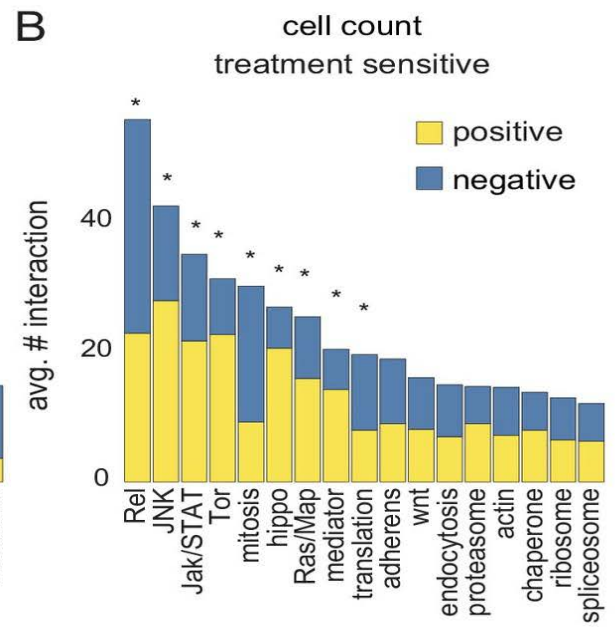 B
cell count
treatment sensitive
positive
negative
avg. # interaction
40
20
0
* * * * * * * * *
Rel
JNK
Jak/STAT
Tor
mitosis
hippo
Ras/Map
mediator
translation
adherens
wnt
endocytosis
proteasome
actin
chaperone
ribosome
spliceosome